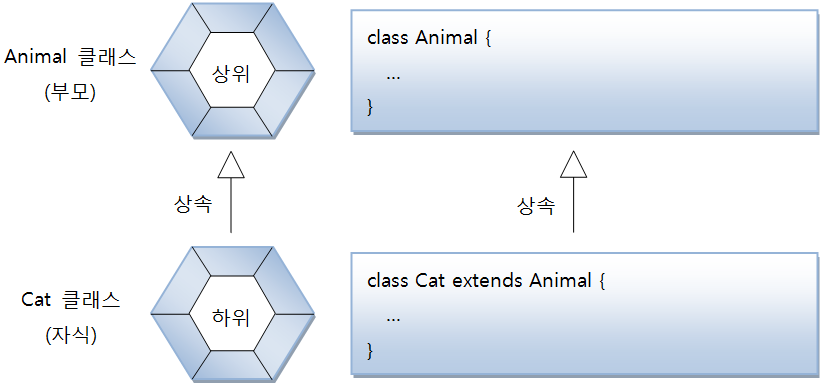 Animal 클래스
(부모)
상위
class Animal {
...
}
상속
상속
Cat 클래스
(자식)
하위
class Cat extends Animal {
...
}